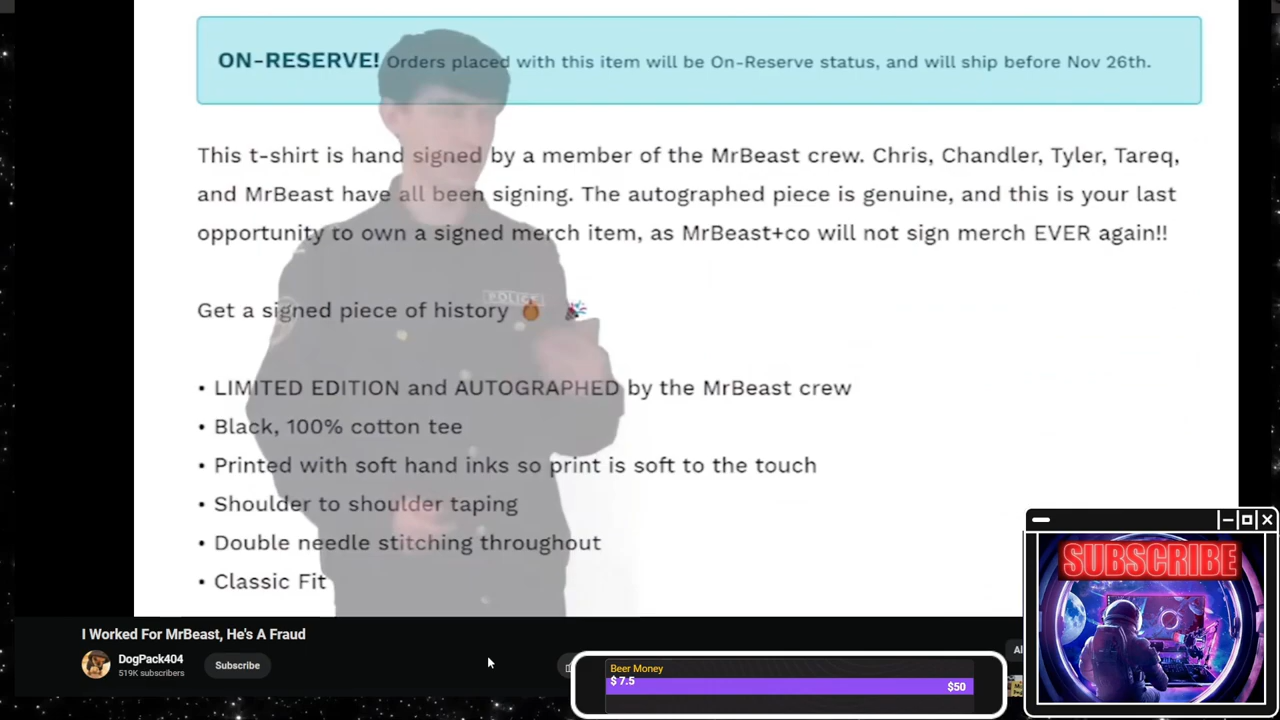 ON-RESERVE! Orders placed with this item will be On-Reserve status, and will ship before Nov 26th.
This t-shirt is hand signed by a member of the MrBeast crew. Chris, Chandler, Tyler, Tareq,
and MrBeast have all been signing. The autographed piece is genuine, and this is your last
opportunity to own a signed merch item, as MrBeast+co will not sign merch EVER again!!
POLICE
Get a signed piece of history
• LIMITED EDITION and AUTOGRAPHED by the MrBeast crew
• Black, 100% cotton tee
• Printed with soft hand inks so print is soft to the touch
• Shoulder to shoulder taping
• Double needle stitching throughout
• Classic Fit
SUBSCRIBE
I Worked For MrBeast, He's A Fraud
DogPack404
519K subscribers
Subscribe
Beer Money
$ 7.5
$50